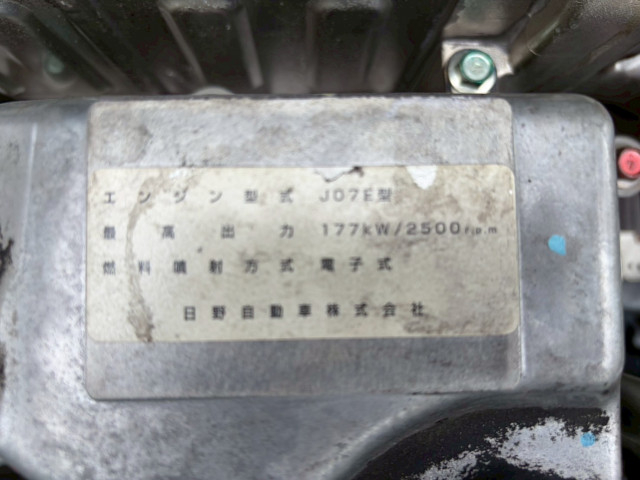 エンジン型式 J07E型
最高出力 177kW/2500r.p.m
燃料噴射方式 電子式
日野自動車株式会社